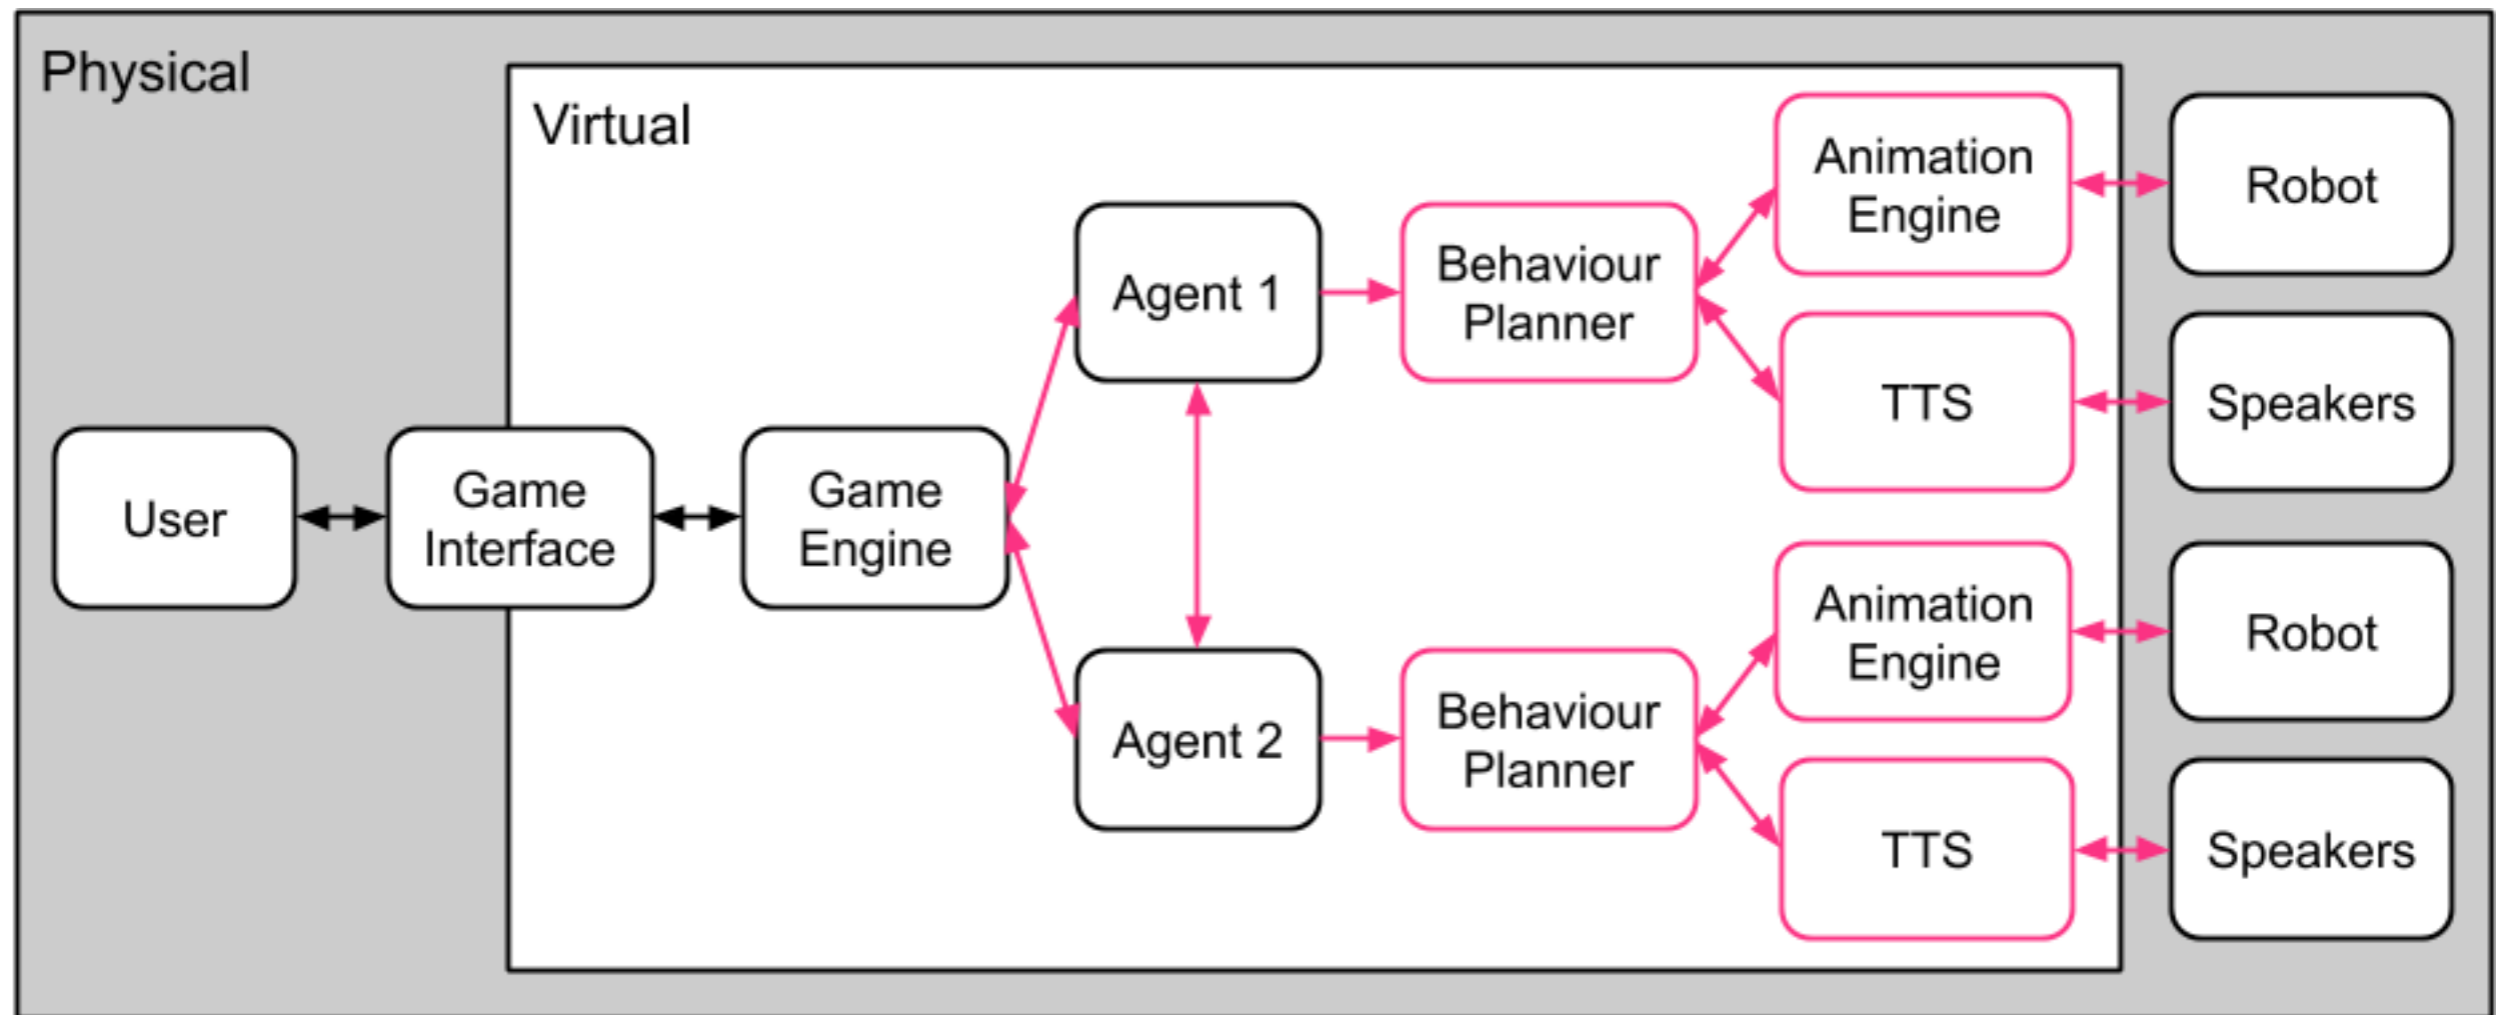 Physical
Virtual
User
Game
Interface
Game
Engine
Agent 1
Behaviour
Planner
Animation
Engine
Robot
TTS
Speakers
Agent 2
Behaviour
Planner
Animation
Engine
Robot
TTS
Speakers